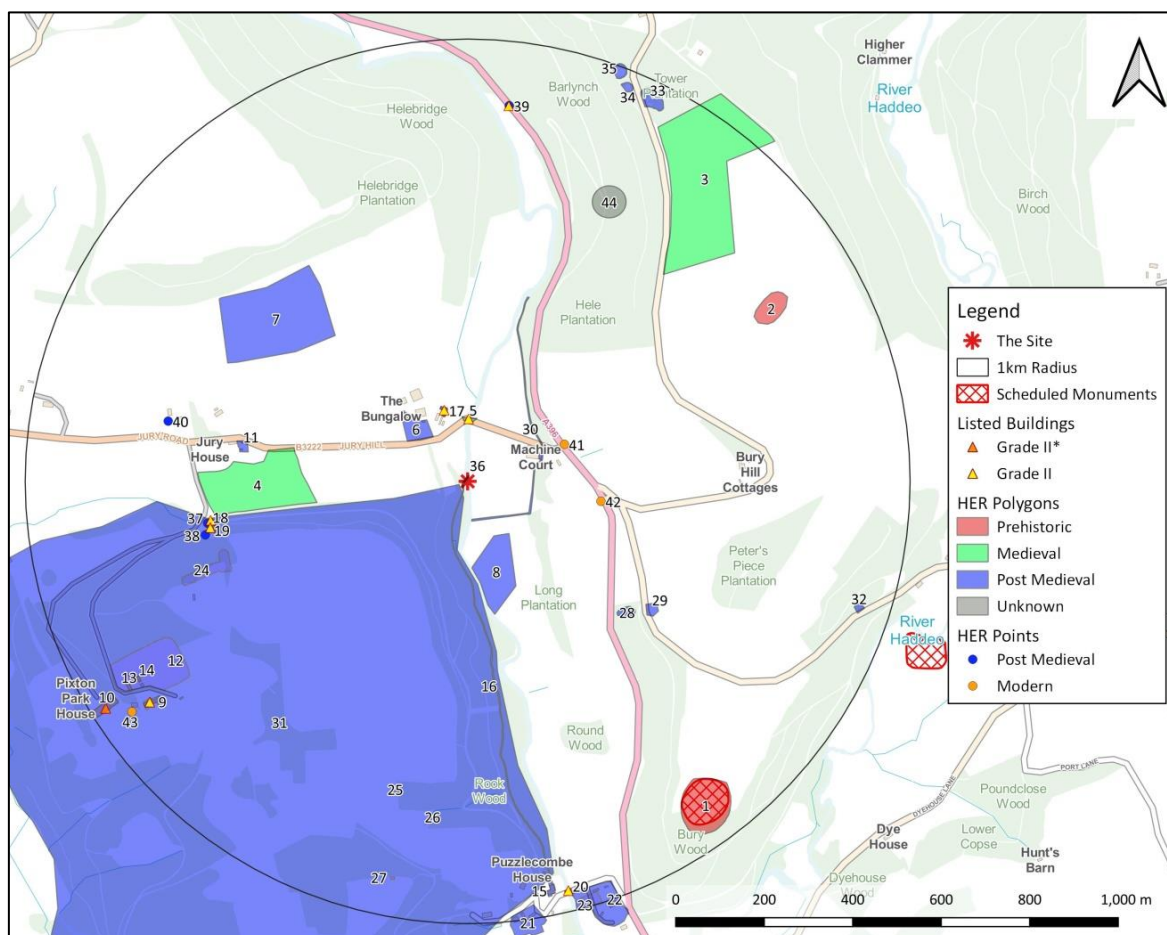 Higher
Clammer
River
Haddeo
35
Tower
Plantation
33
34
Barlynch
Wood
39
Helebridge
Wood
3
Birch
Wood
Helebridge
Plantation
44
Hele
Plantation
2
7
Legend
The Site
1km Radius
Scheduled Monuments
Listed Buildings
Grade II*
Grade II
HER Polygons
Prehistoric
Medieval
Post Medieval
Unknown
HER Points
Post Medieval
Modern
The
Bungalow
17
5
6
40
JURY ROAD
Jury
House
11
B3222
JURY HILL
30
Machine
Court
A396
41
36
4
Bury
Hill
Cottages
42
37
18
19
38
24
8
Peter's
Piece
Plantation
Long
Plantation
28
29
32
River
Haddeo
12
14
13
Pixton
Park
House
10
9
43
16
31
Round
Wood
Rook
Wood
25
26
1
Bury
Wood
PORT LANE
DYEHOUSE LANE
Poundclose
Wood
Dye
House
Lower
Copse
Hunt's
Barn
Dyehouse
Wood
27
Puzzlecombe
House
15
20
23
22
21
0
200
400
600
800
1,000 m